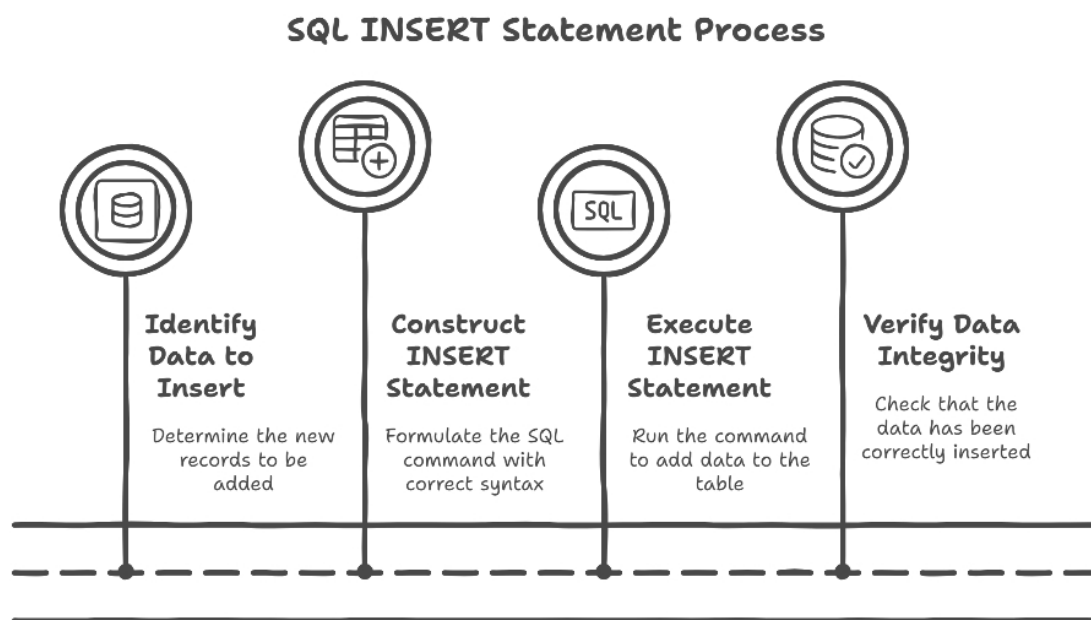 SQL INSERT Statement Process
SQL
Identify
Data to
Insert
Determine the new
records to be
added
Construct
INSERT
Statement
Formulate the SQL
command with
correct syntax
Execute
INSERT
Statement
Run the command
to add data to the
table
Verify Data
Integrity
Check that the
data has been
correctly inserted